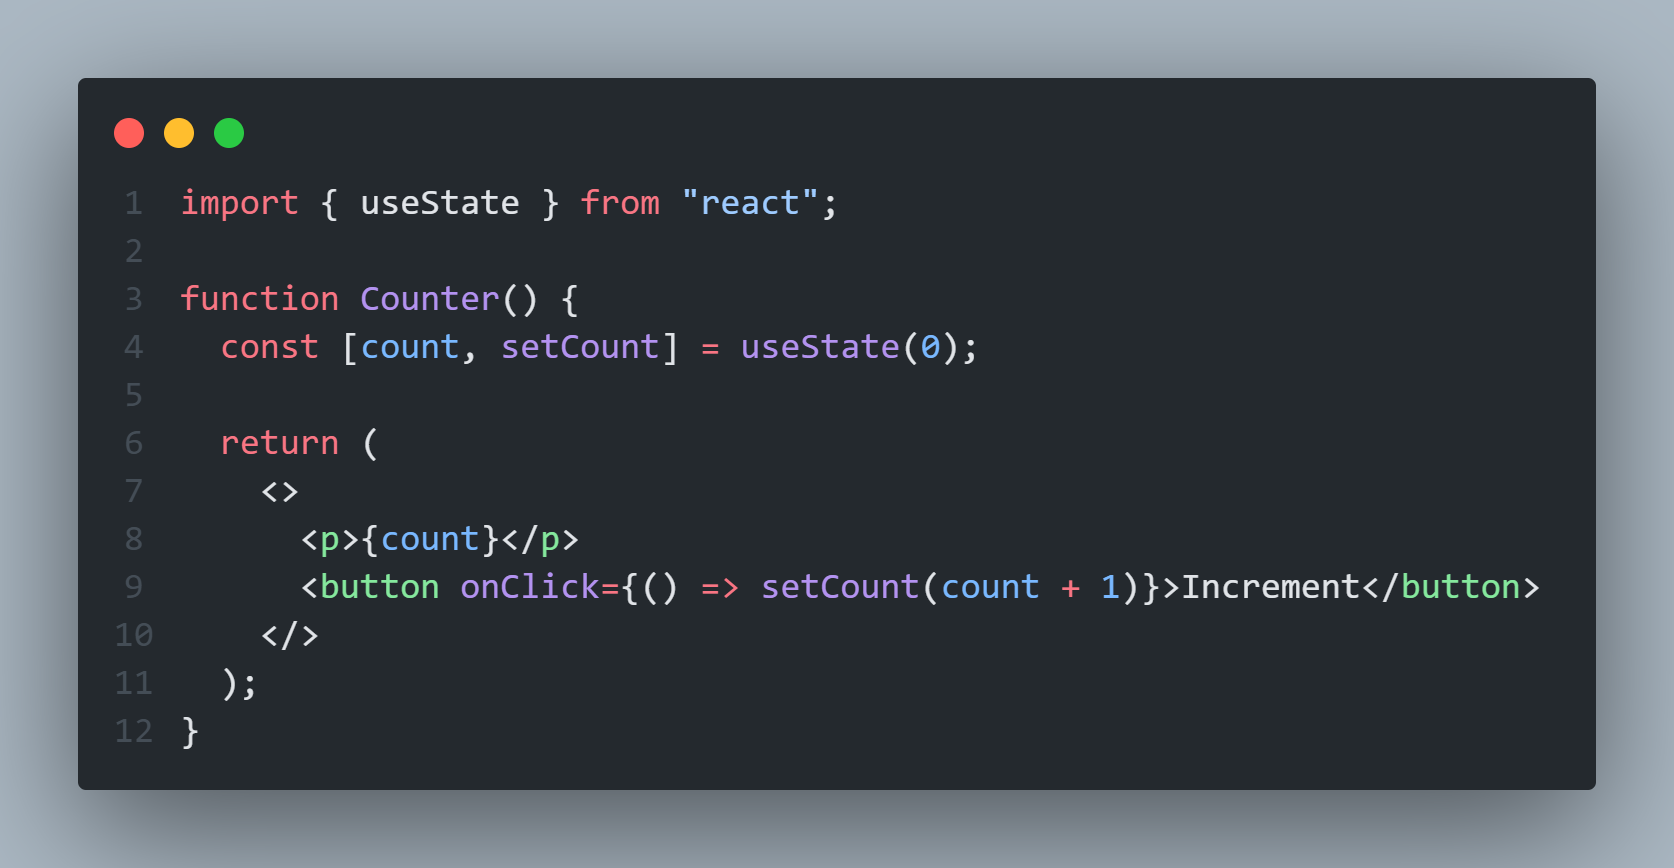 1 import { useState } from "react";
2
3 function Counter() {
4   const [count, setCount] = useState(0);
5
6   return (
7     <>
8       <p>{count}</p>
9       <button onClick={() => setCount(count + 1)}>Increment</button>
10     </>
11   );
12 }